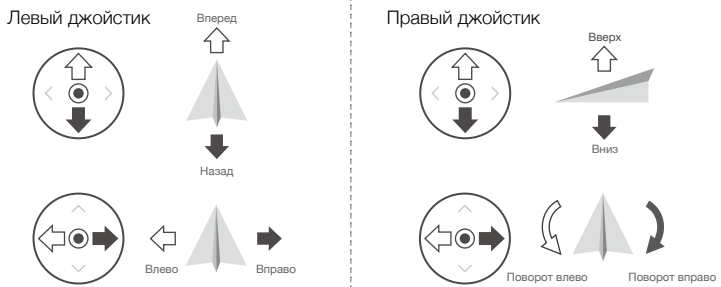 Левый джойстик
Вперед
Назад
Влево
Вправо
Правый джойстик
Вверх
Вниз
Поворот влево
Поворот вправо